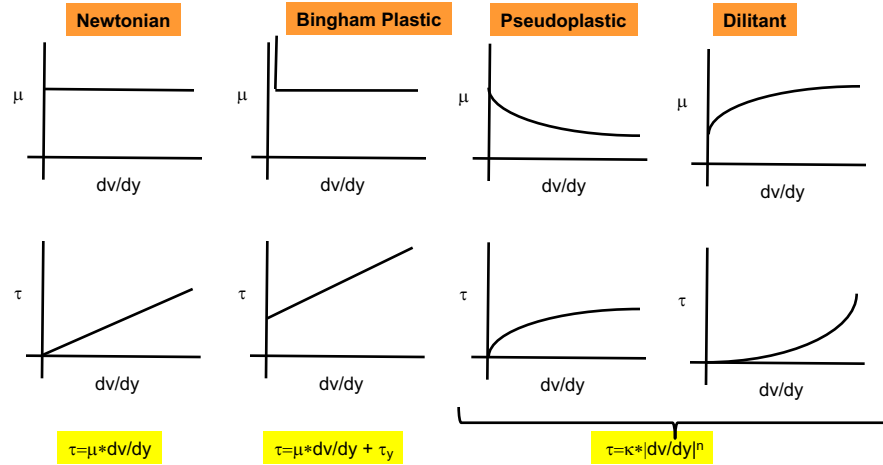 Newtonian
Bingham Plastic
Pseudoplastic
Dilitant
μ
μ
μ
μ
dv/dy
dv/dy
dv/dy
dv/dy
τ
τ
τ
τ
dv/dy
dv/dy
dv/dy
dv/dy
τ=μ*dv/dy
τ=μ*dv/dy + τy
τ=κ*|dv/dy|ⁿ